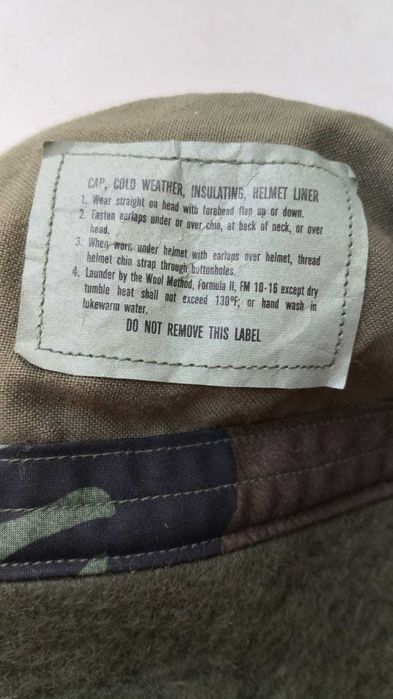 CAP, COLD WEATHER, INSULATING, HELMET LINER
1. Wear straight on head with forehead flap up or down.
2. Fasten earlaps under or over chin, at back of neck, or over
head.
3. When worn under helmet with earlaps over helmet, thread
helmet chin strap through buttonholes.
4. Launder by the Wool Method, Formula II, FM 10-16 except dry
tumble heat shall not exceed 130°F, or hand wash in
lukewarm water.
DO NOT REMOVE THIS LABEL